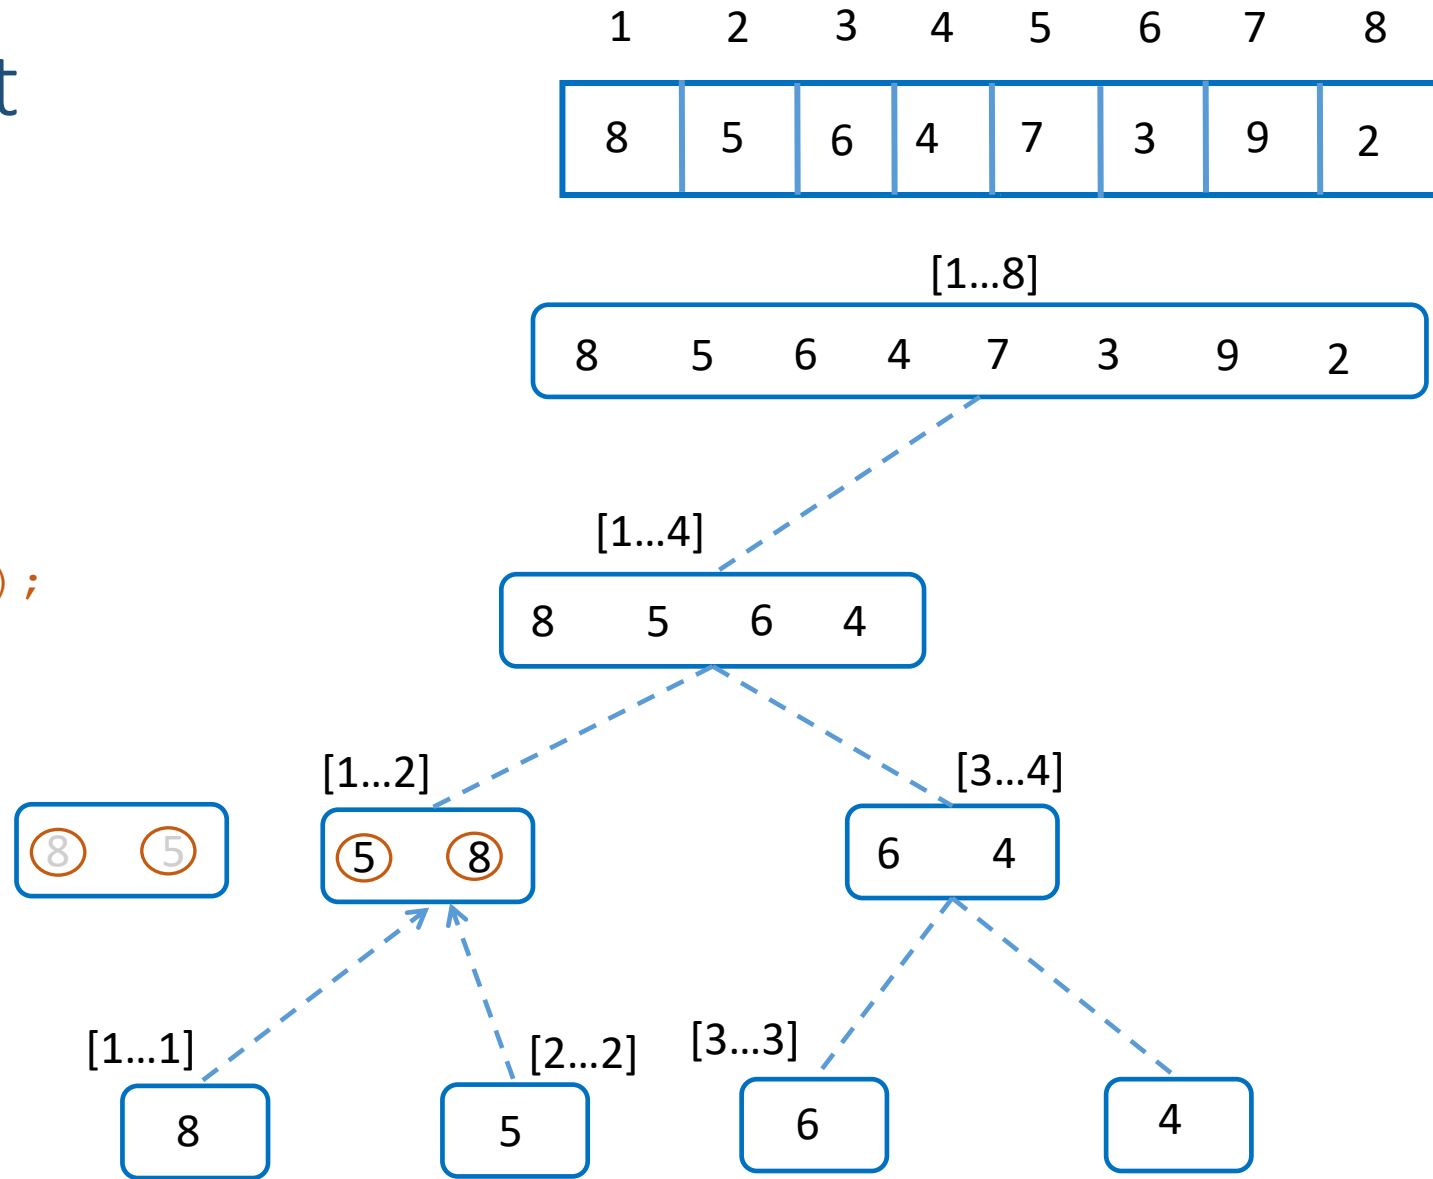 1 2 3 4 5 6 7 8
t
8 5 6 4 7 3 9 2
[1...8]
8 5 6 4 7 3 9 2
[1...4]
);
8 5 6 4
[1...2] [3...4]
8 5 5 8 6 4
[1...1] [2...2] [3...3]
8 5 6 4